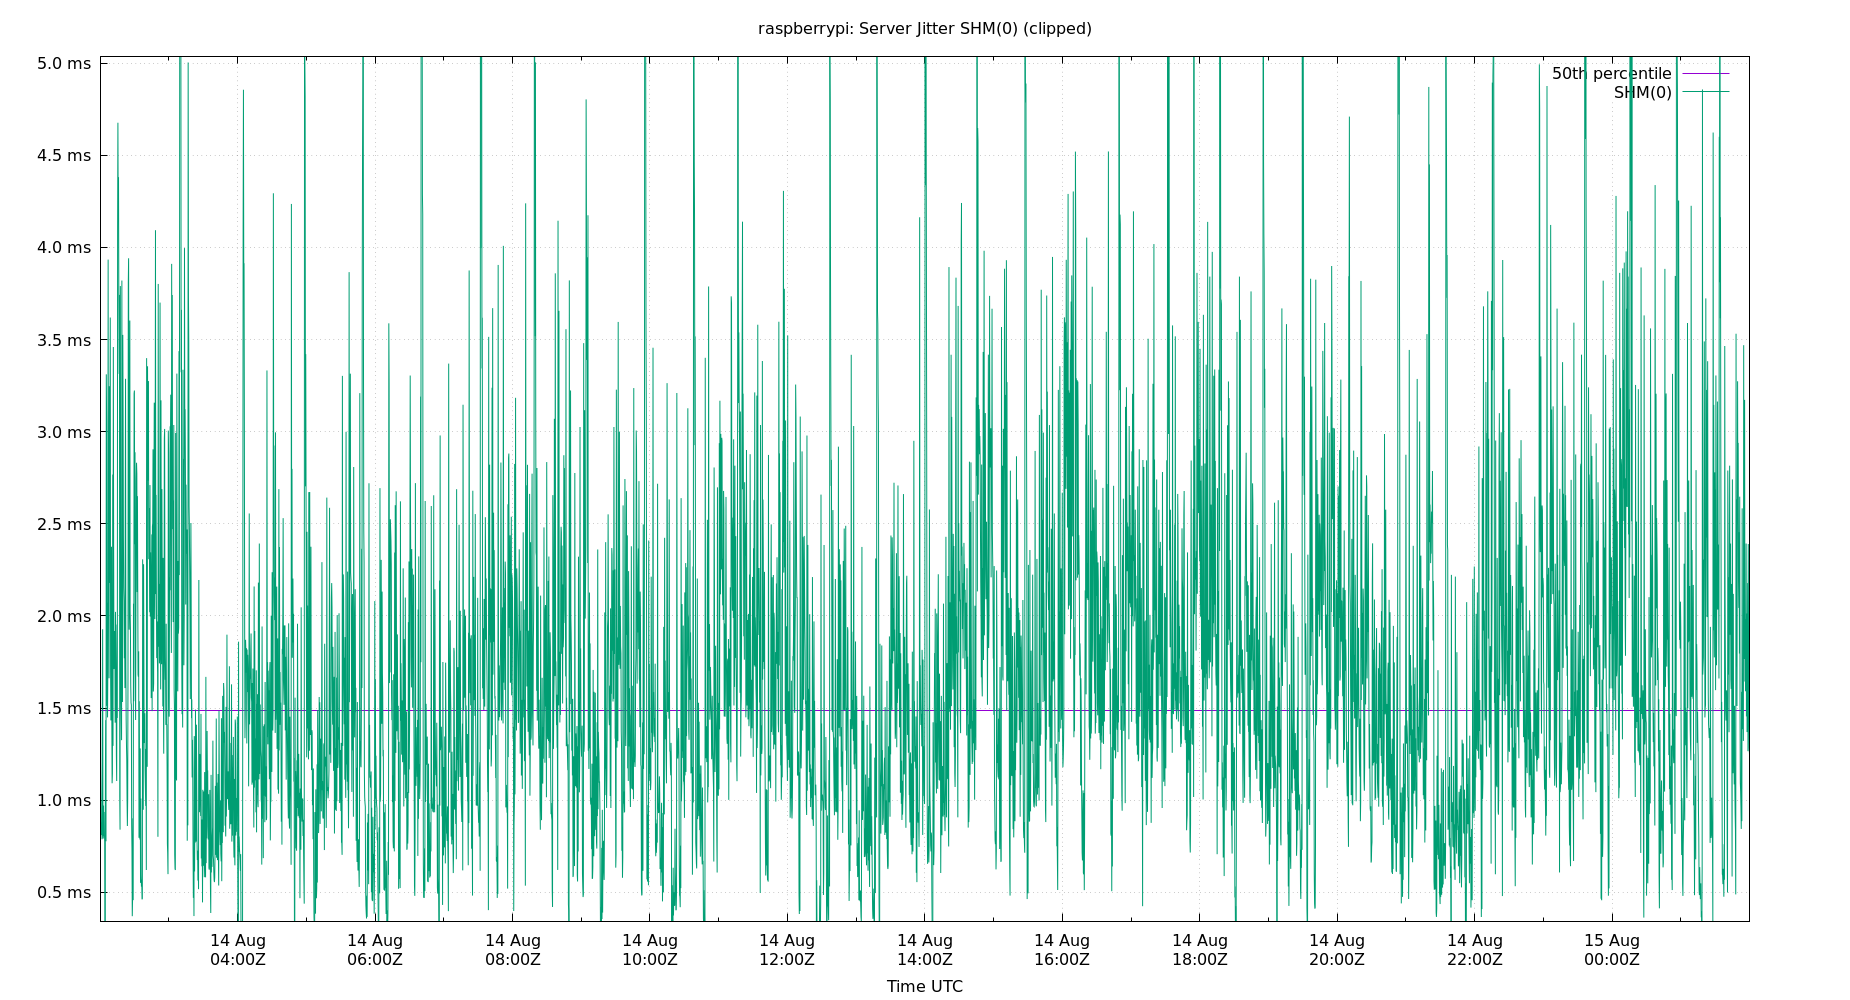 raspberrypi: Server Jitter SHM(0) (clipped)
5.0 ms
4.5 ms
4.0 ms
3.5 ms
3.0 ms
2.5 ms
2.0 ms
1.5 ms
1.0 ms
0.5 ms
50th percentile
SHM(0)
14 Aug 14 Aug 14 Aug 14 Aug 14 Aug 14 Aug 14 Aug 14 Aug 14 Aug 14 Aug 15 Aug
04:00Z 06:00Z 08:00Z 10:00Z 12:00Z 14:00Z 16:00Z 18:00Z 20:00Z 22:00Z 00:00Z
Time UTC